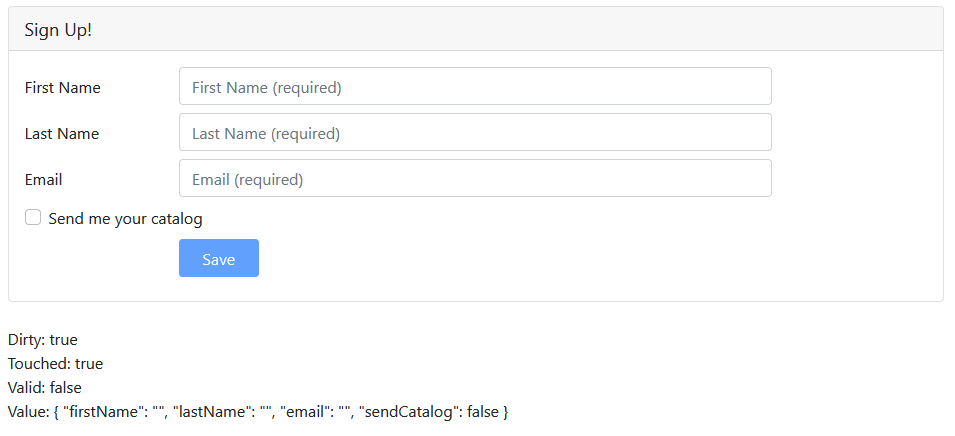 Sign Up!
First Name First Name (required)
Last Name Last Name (required)
Email Email (required)
Send me your catalog
Save
Dirty: true
Touched: true
Valid: false
Value: { "firstName": "", "lastName": "", "email": "", "sendCatalog": false }